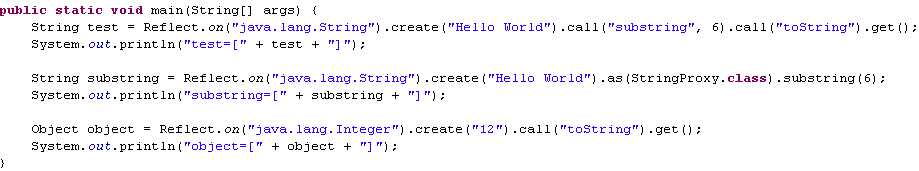 public static void main(String[] args) {
    String test = Reflect.on("java.lang.String").create("Hello World").call("substring", 6).call("toString").get();
    System.out.println("test=[" + test + "]");

    String substring = Reflect.on("java.lang.String").create("Hello World").as(StringProxy.class).substring(6);
    System.out.println("substring=[" + substring + "]");

    Object object = Reflect.on("java.lang.Integer").create("12").call("toString").get();
    System.out.println("object=[" + object + "]");
}